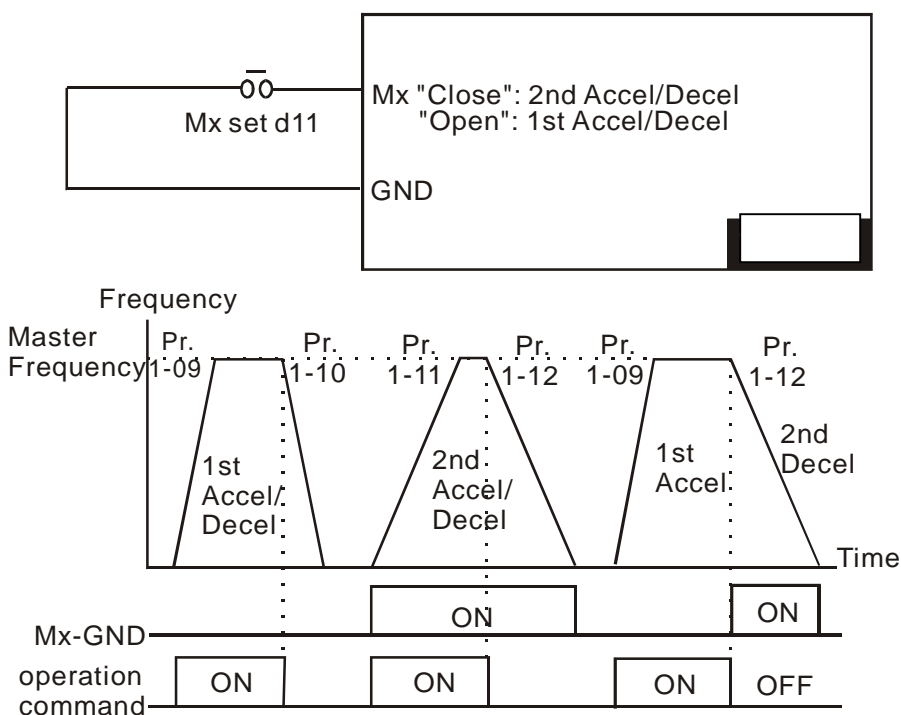 Mx "Close": 2nd Accel/Decel
"Open": 1st Accel/Decel
Mx set d11
GND
Frequency
Master
Frequency
Pr.
1-09
Pr.
1-10
Pr.
1-11
Pr.
1-12
Pr.
1-09
Pr.
1-12
1st
Accel/
Decel
2nd
Accel/
Decel
1st
Accel
2nd
Decel
Time
Mx-GND
ON
ON
operation
command
ON
ON
ON
OFF